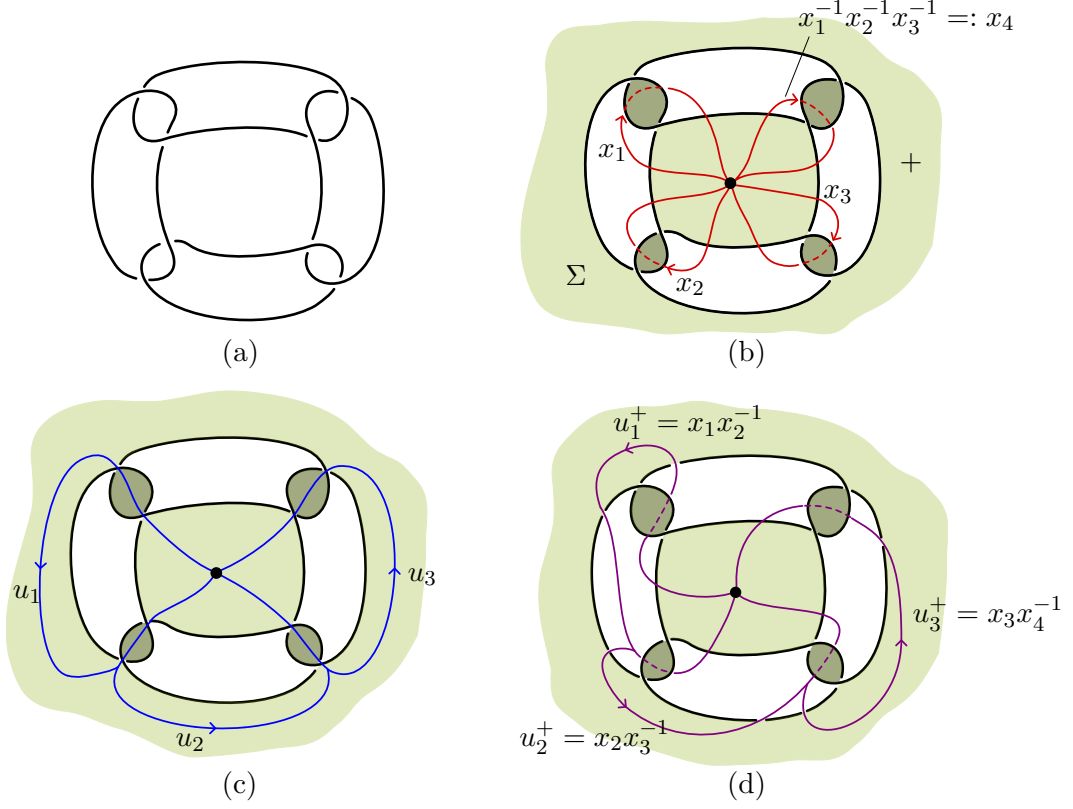 x_1^{-1}x_2^{-1}x_3^{-1} =: x_4
x_1
+
x_3
Σ
x_2
(a)
(b)
u_1^+ = x_1x_2^{-1}
u_1
u_3
u_3^+ = x_3x_4^{-1}
u_2
u_2^+ = x_2x_3^{-1}
(c)
(d)